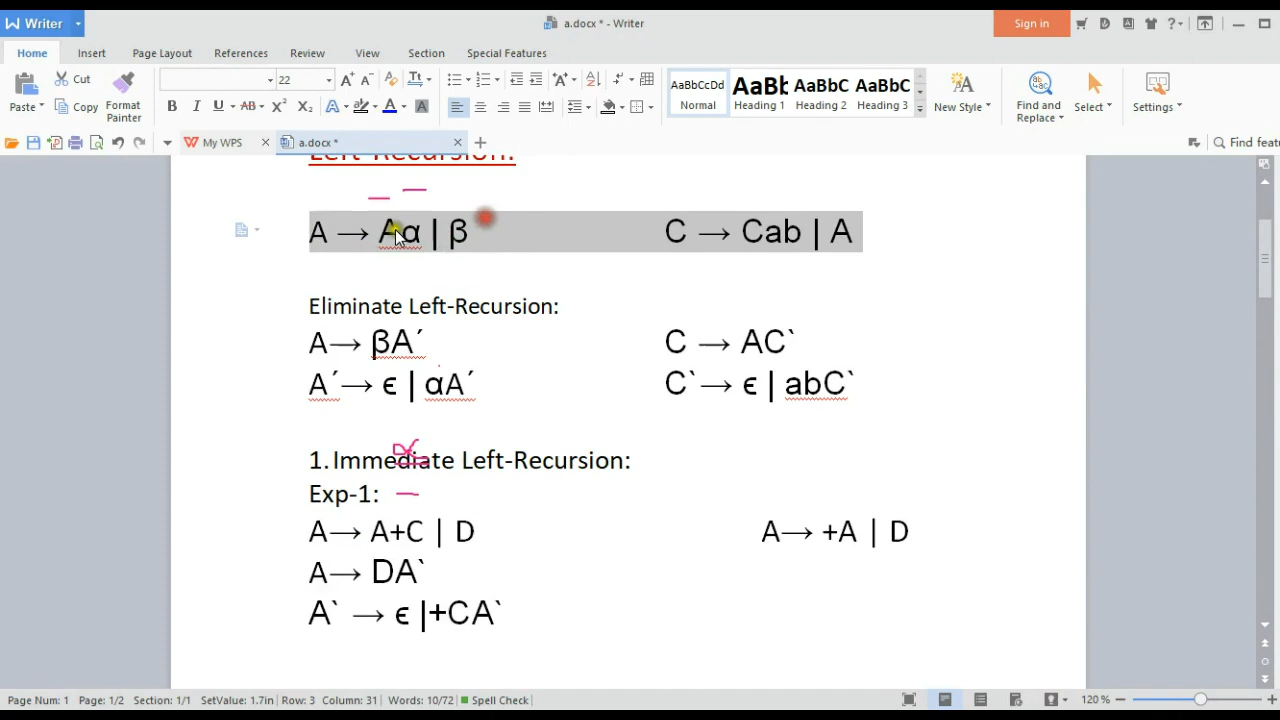 a.docx * - Writer
Writer
Sign in
Home Insert Page Layout References Review View Section Special Features
Paste Cut Copy Format Painter
22
B I U AB X² X₂ A A A
AaBbCcDd AaBb AaBbC AaBbC
Normal Heading 1 Heading 2 Heading 3 New Style Find and Replace Select Settings
My WPS a.docx * Find feat
Left-Recursion:
A → Aα | β C → Cab | A
Eliminate Left-Recursion:
A→ βA´ C → AC`
A´→ ϵ | αA´ C`→ ϵ | abC`
α
1. Immediate Left-Recursion:
Exp-1:
A→ A+C | D A→ +A | D
A→ DA`
A` → ϵ |+CA`
Page Num: 1 Page: 1/2 Section: 1/1 SetValue: 1.7in Row: 3 Column: 31 Words: 10/72 Spell Check 120 %